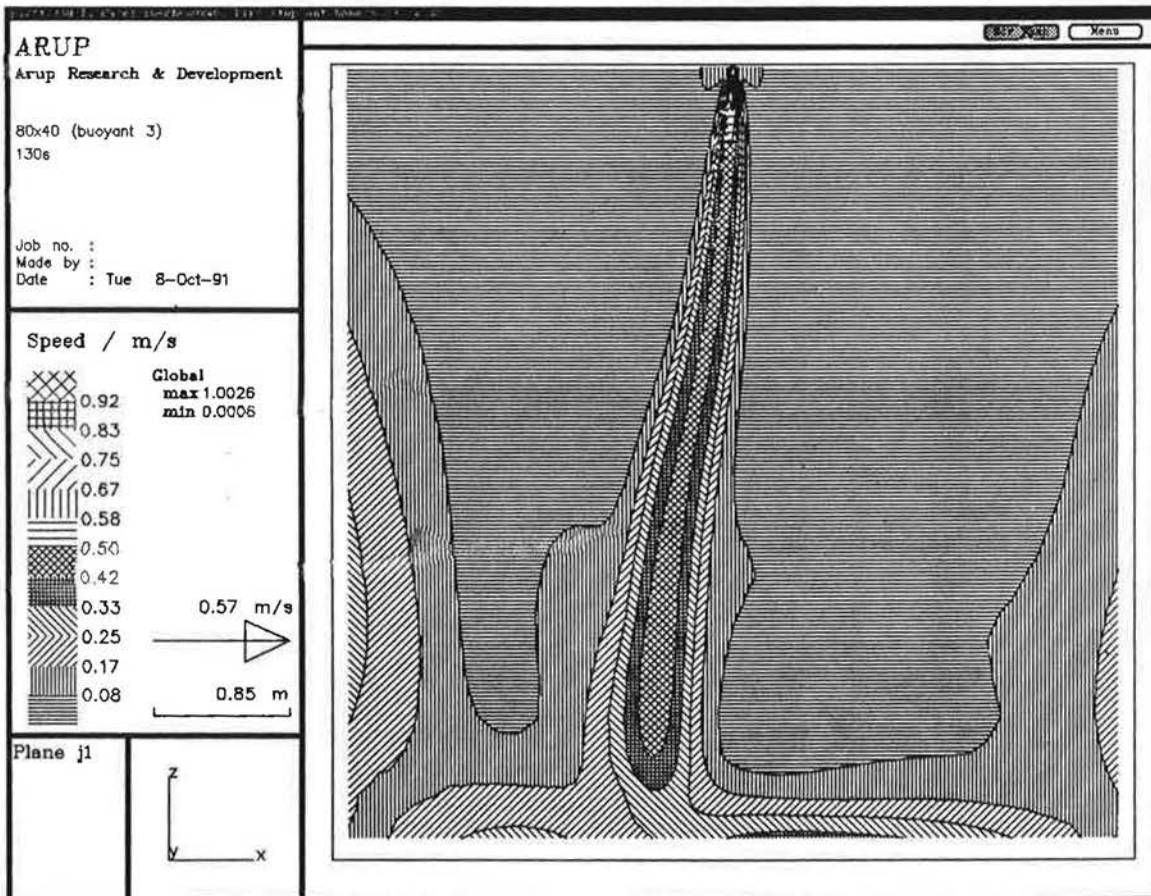 ARUP
Arup Research & Development
80x40 (buoyant 3)
130s
Job no. :
Made by :
Date : Tue 8-Oct-91
Speed / m/s
Global
max 1.0026
min 0.0006
0.92
0.83
0.75
0.67
0.58
0.50
0.42
0.33
0.25
0.17
0.08
0.57 m/s
0.85 m
Plane j1
z
y
x
Menu